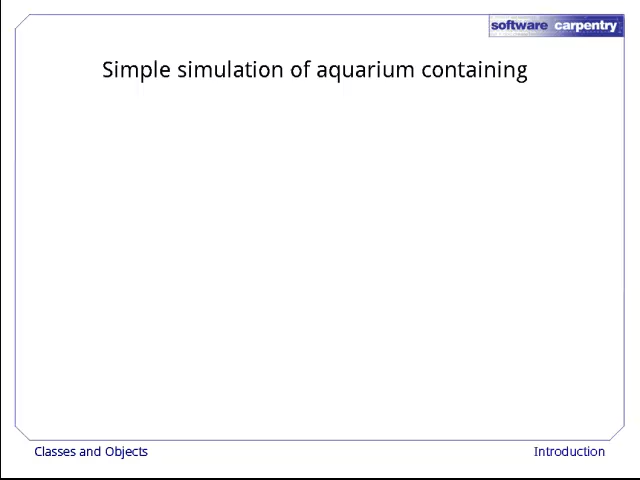 software carpentry
Simple simulation of aquarium containing
Classes and Objects
Introduction